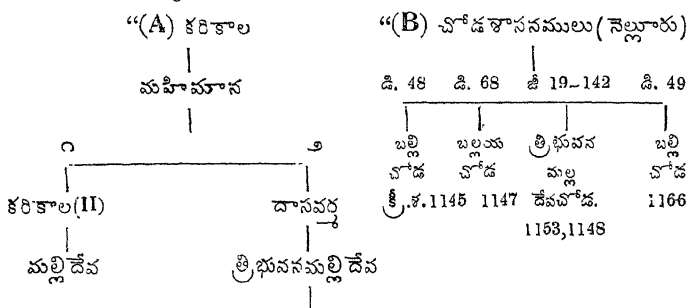 “(A) కరికాల
మహిమాన
౧ ౨
కరికాల(II) దాసవర్మ
మల్లి దేవ త్రిభువనమల్లి దేవ
“(B) చోడ శాసనములు (నెల్లూరు)
డి. 48 డి. 68 జీ 19–142 డి. 49
బల్లి బల్లయ త్రిభువన బల్లి
చోడ చోడ మల్ల చోడ
క్రీ.శ.1145 1147 దేవచోడ. 1166
1153,1148